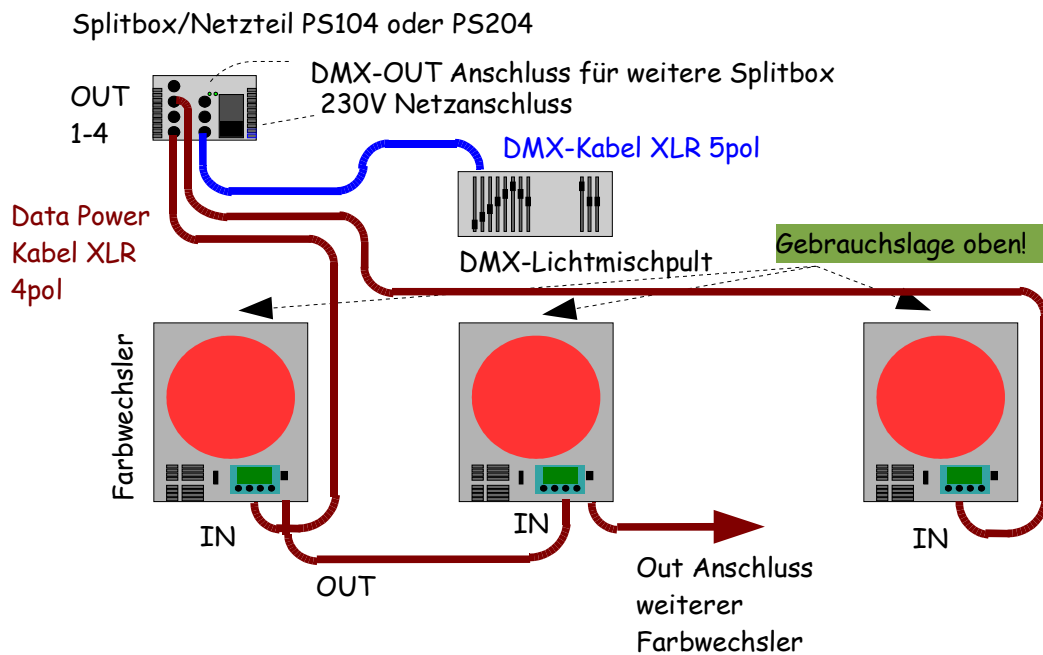 Splitbox/Netzteil PS104 oder PS204
DMX-OUT Anschluss für weitere Splitbox
230V Netzanschluss
OUT
1-4
DMX-Kabel XLR 5pol
Data Power
Kabel XLR
4pol
DMX-Lichtmischpult
Gebrauchslage oben!
Farbwechsler
IN
OUT
Out Anschluss
weiterer
Farbwechsler
IN